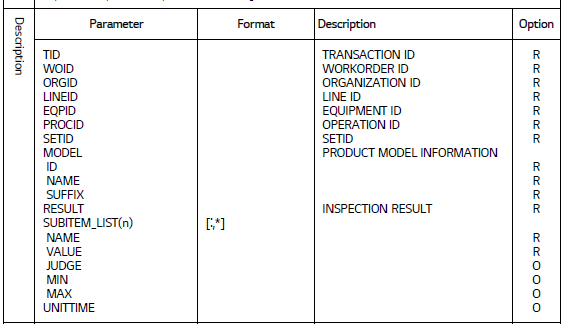 Parameter Format Description Option
Description
TID TRANSACTION ID R
WOID WORKORDER ID R
ORGID ORGANIZATION ID R
LINEID LINE ID R
EQPID EQUIPMENT ID R
PROCID OPERATION ID R
SETID SETID R
MODEL PRODUCT MODEL INFORMATION
ID R
NAME R
SUFFIX R
RESULT INSPECTION RESULT R
SUBITEM_LIST(n) [;,*]
NAME R
VALUE R
JUDGE O
MIN O
MAX O
UNITTIME O